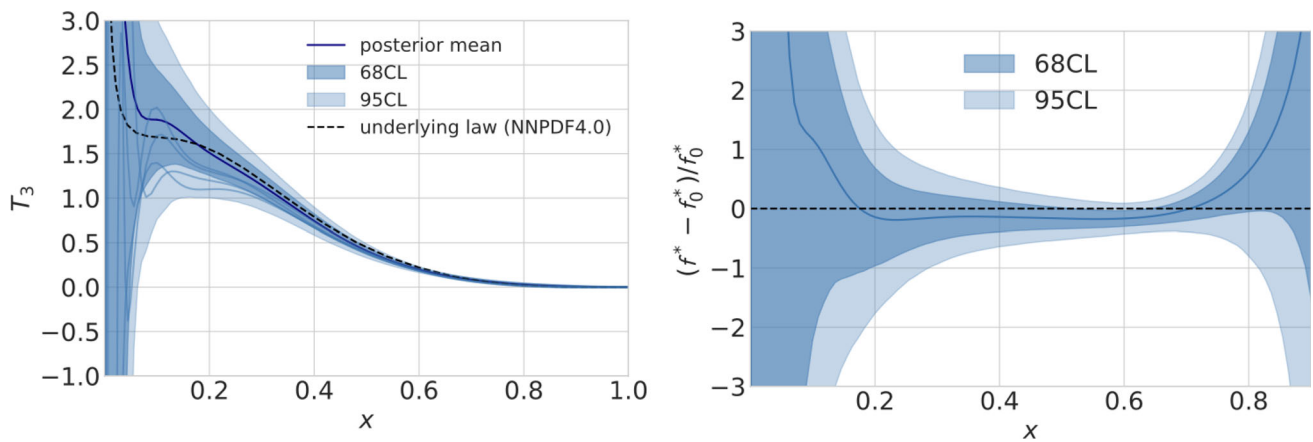 3.0
2.5
2.0
1.5
1.0
0.5
0.0
−0.5
−1.0
T₃
posterior mean
68CL
95CL
underlying law (NNPDF4.0)
0.2 0.4 0.6 0.8 1.0
x
3
2
1
0
−1
−2
−3
(f* − f₀*)/f₀*
68CL
95CL
0.2 0.4 0.6 0.8
x